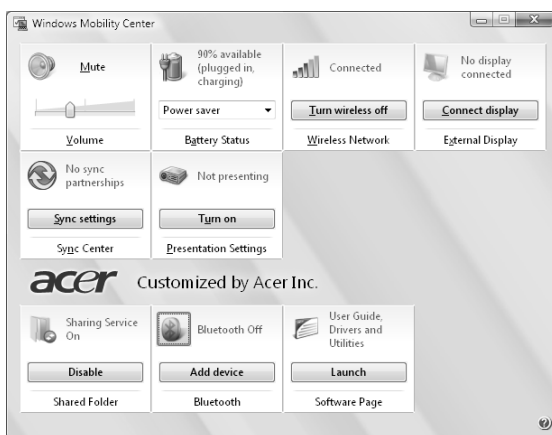 Windows Mobility Center
Mute
Volume
90% available
(plugged in,
charging)
Power saver
Battery Status
Connected
Turn wireless off
Wireless Network
No display
connected
Connect display
External Display
No sync
partnerships
Sync settings
Sync Center
Not presenting
Turn on
Presentation Settings
acer Customized by Acer Inc.
Sharing Service
On
Disable
Shared Folder
Bluetooth Off
Add device
Bluetooth
User Guide,
Drivers and
Utilities
Launch
Software Page